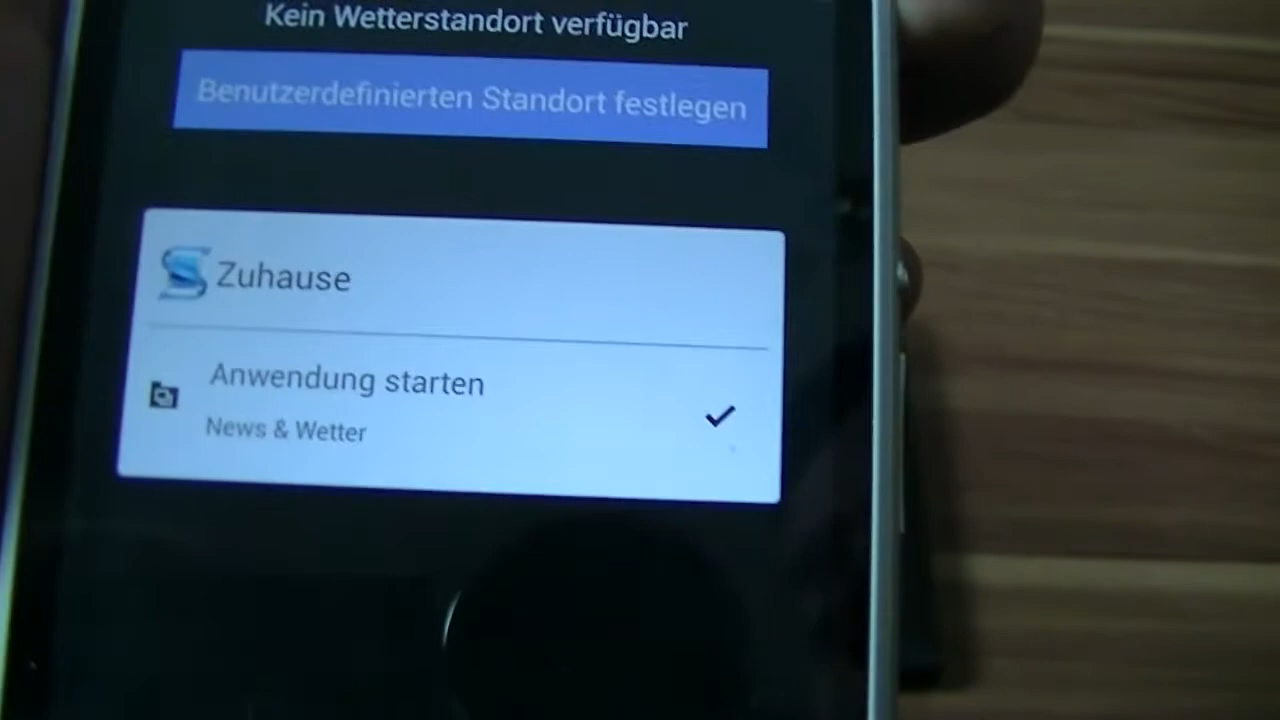 Kein Wetterstandort verfügbar
Benutzerdefinierten Standort festlegen
Zuhause
Anwendung starten
News & Wetter